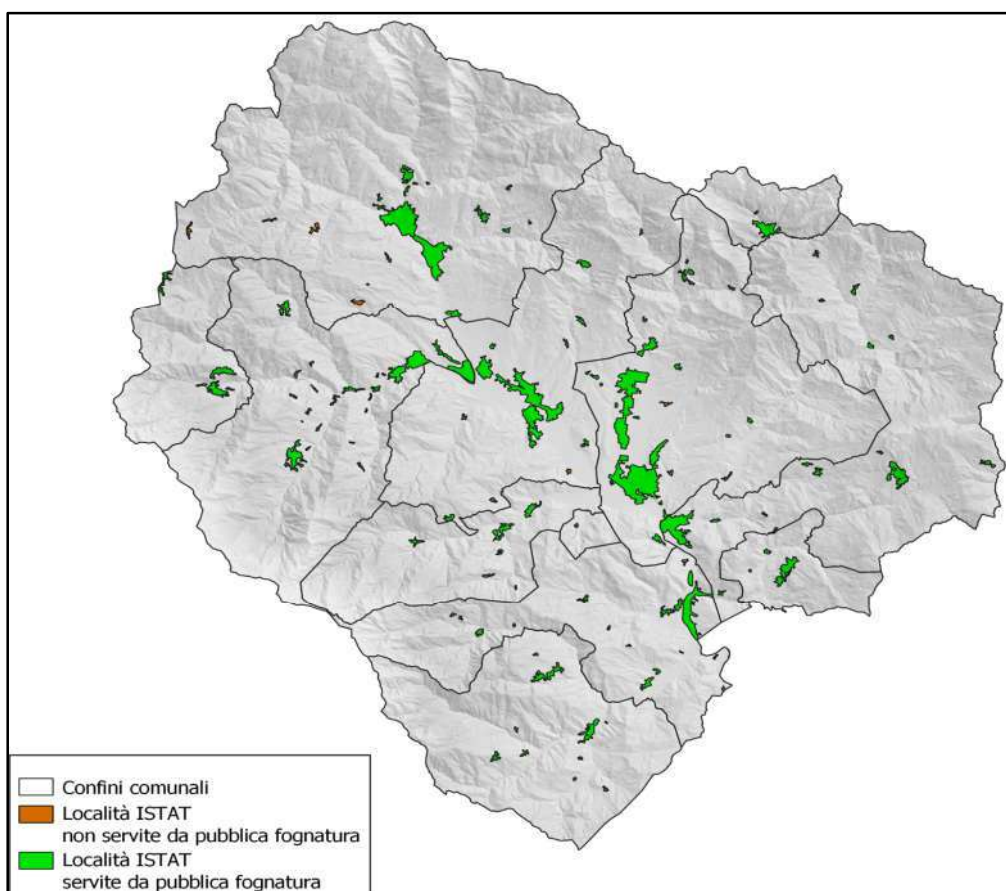 Confini comunali
Località ISTAT
non servite da pubblica fognatura
Località ISTAT
servite da pubblica fognatura